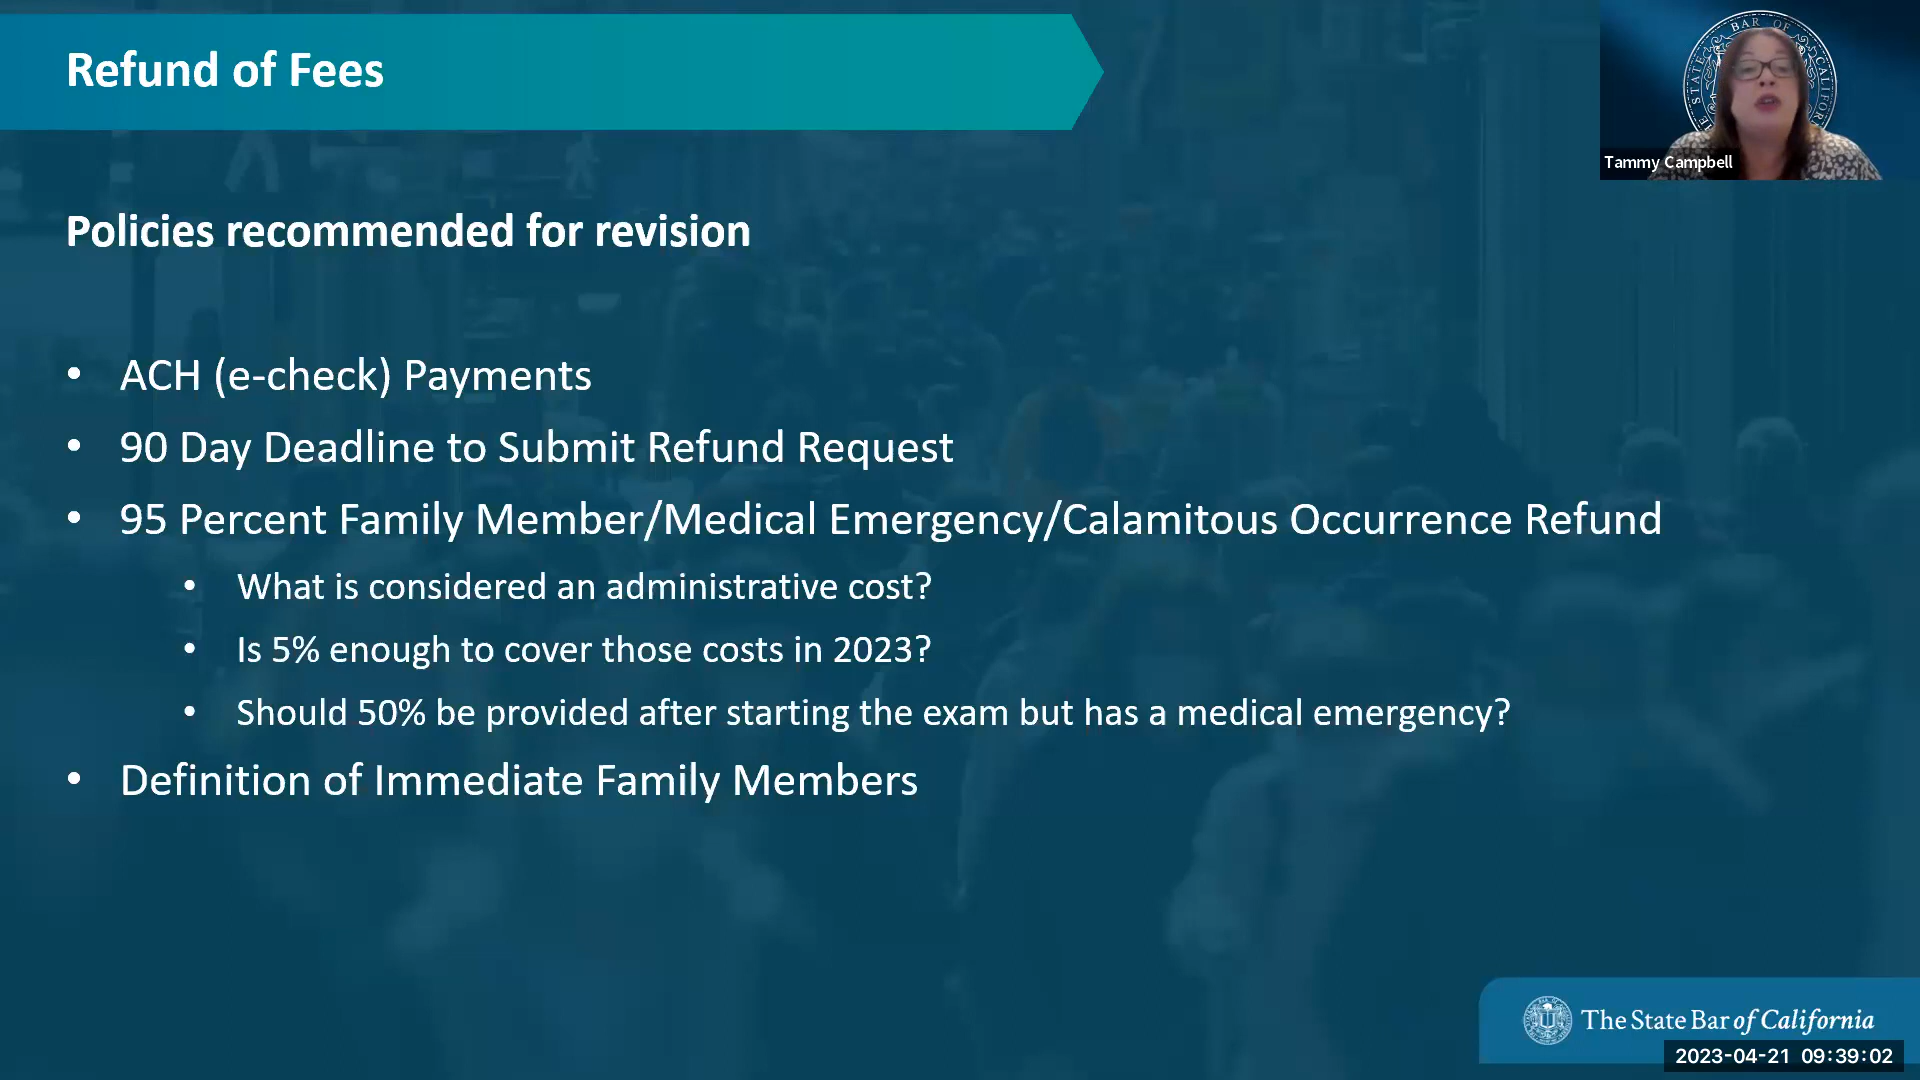 Refund of Fees
Tammy Campbell
Policies recommended for revision
• ACH (e-check) Payments
• 90 Day Deadline to Submit Refund Request
• 95 Percent Family Member/Medical Emergency/Calamitous Occurrence Refund
• What is considered an administrative cost?
• Is 5% enough to cover those costs in 2023?
• Should 50% be provided after starting the exam but has a medical emergency?
• Definition of Immediate Family Members
The State Bar of California
2023-04-21 09:39:02